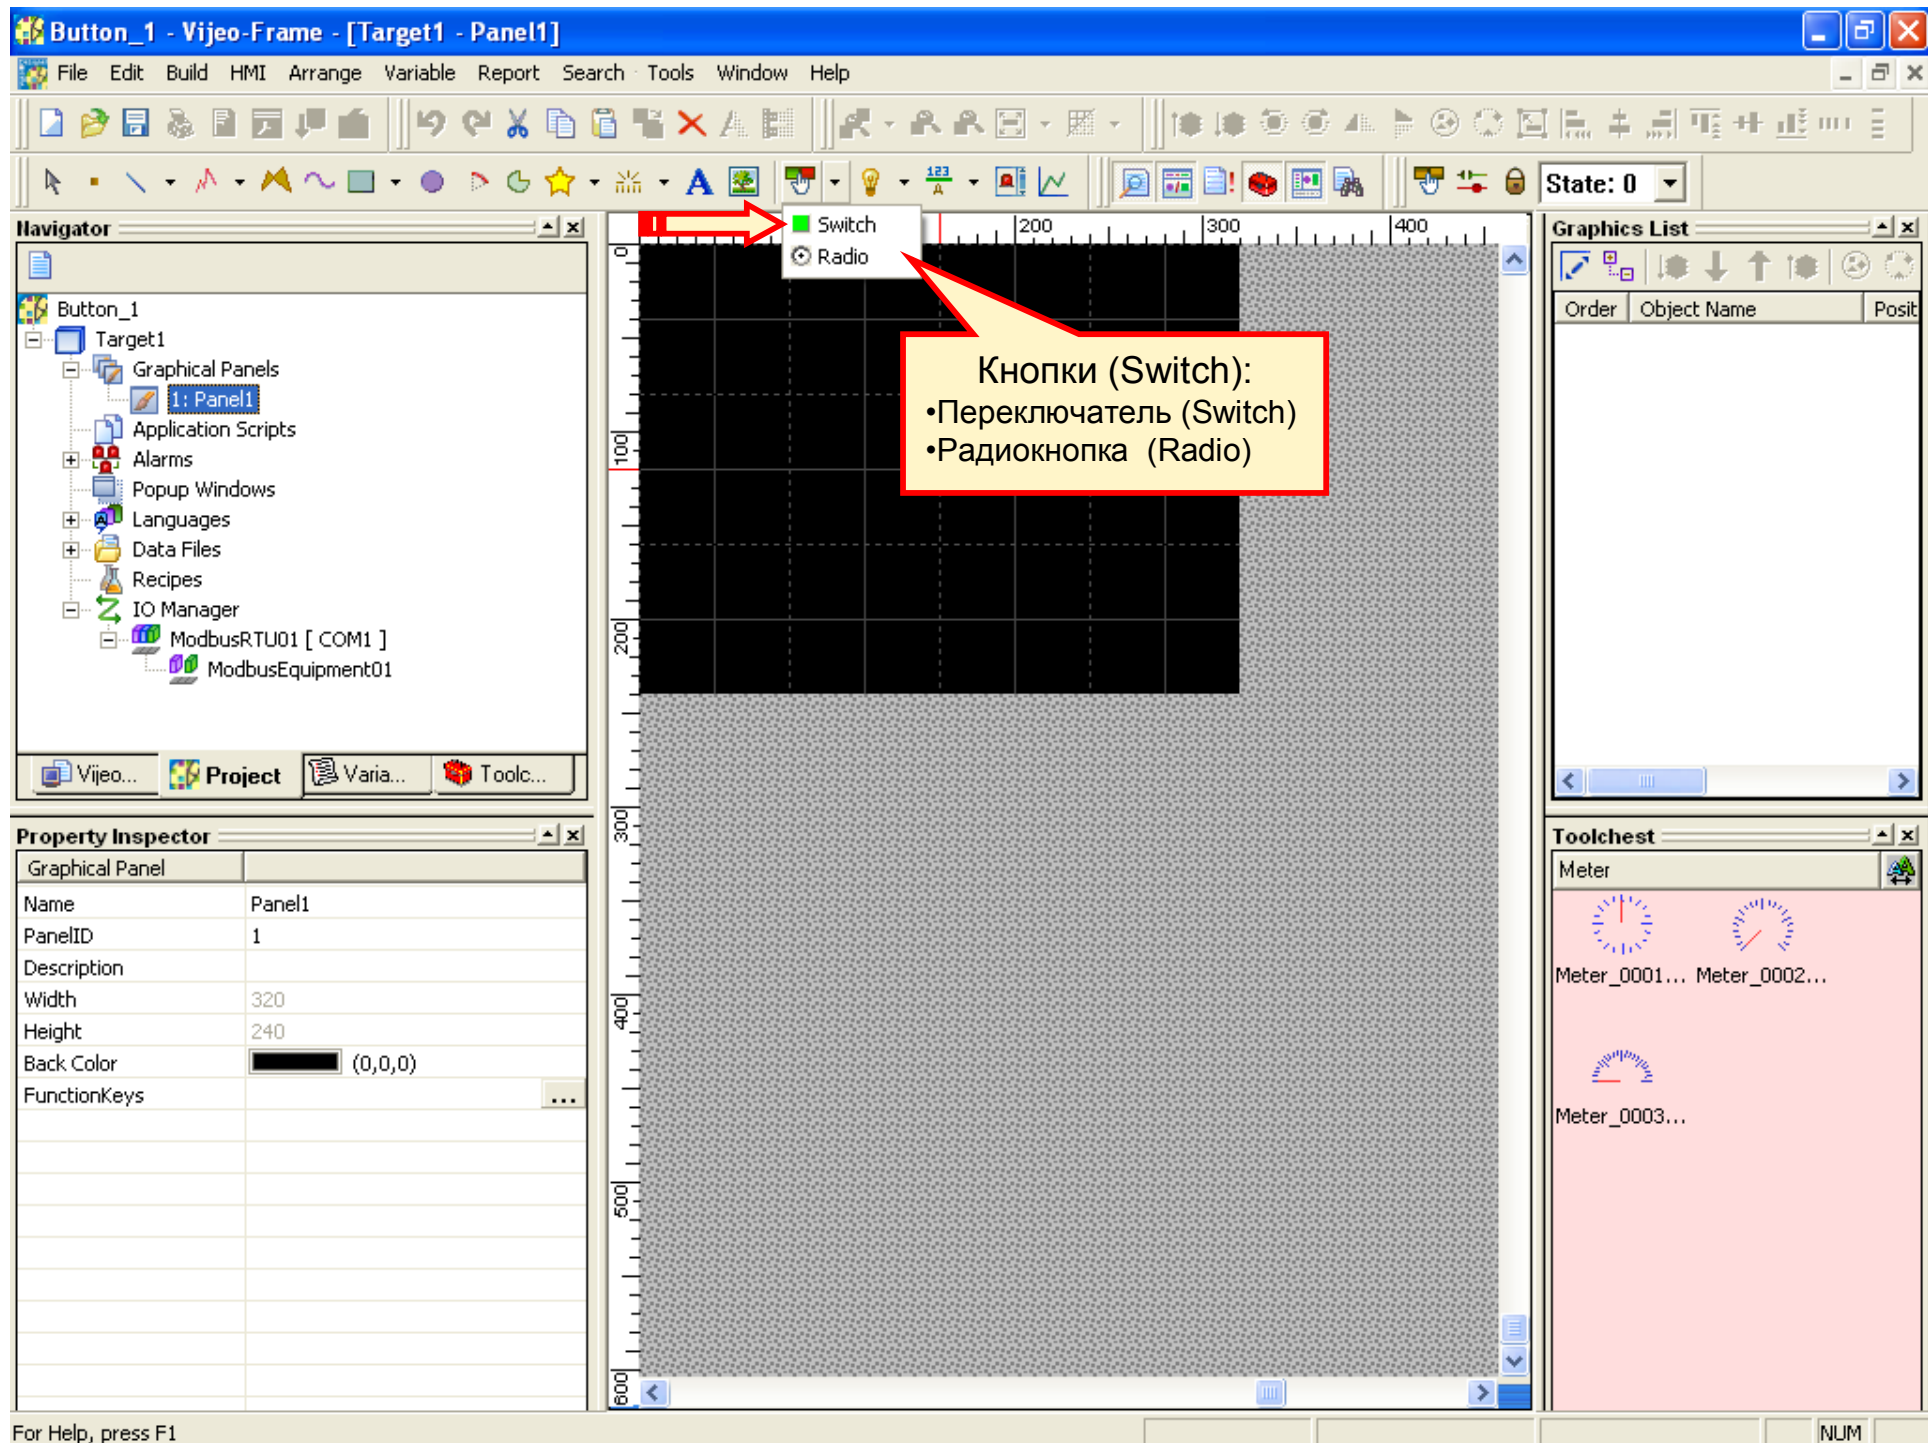 Button_1 - Vijeo-Frame - [Target1 - Panel1]
File Edit Build HMI Arrange Variable Report Search Tools Window Help
State: 0
Navigator
Button_1
Target1
Graphical Panels
1: Panel1
Application Scripts
Alarms
Popup Windows
Languages
Data Files
Recipes
IO Manager
ModbusRTU01 [ COM1 ]
ModbusEquipment01
Vijeo... Project Varia... Toolc...
Property Inspector
Graphical Panel
Name Panel1
PanelID 1
Description
Width 320
Height 240
Back Color (0,0,0)
FunctionKeys ...
Switch
Radio
200 300 400
0
100
200
300
400
500
600
Кнопки (Switch):
•Переключатель (Switch)
•Радиокнопка (Radio)
Graphics List
Order Object Name Posit
Toolchest
Meter
Meter_0001... Meter_0002...
Meter_0003...
For Help, press F1
NUM